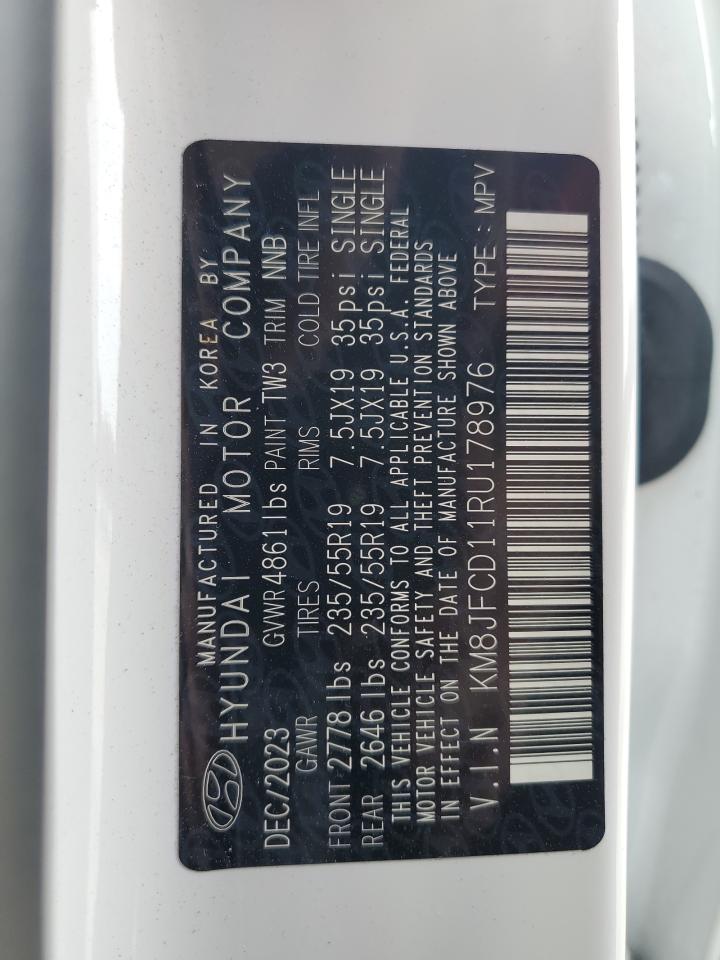 MANUFACTURED IN KOREA BY
HYUNDAI MOTOR COMPANY
DEC/2023 GVWR 4861 lbs PAINT TW3 TRIM NNB
GAWR TIRES RIMS COLD TIRE INFL
FRONT 2778 lbs 235/55R19 7.5JX19 35psi SINGLE
REAR 2646 lbs 235/55R19 7.5JX19 35psi SINGLE
THIS VEHICLE CONFORMS TO ALL APPLICABLE U.S.A. FEDERAL
MOTOR VEHICLE SAFETY AND THEFT PREVENTION STANDARDS
IN EFFECT ON THE DATE OF MANUFACTURE SHOWN ABOVE
V.I.N KM8JFCD11RU178976 TYPE : MPV